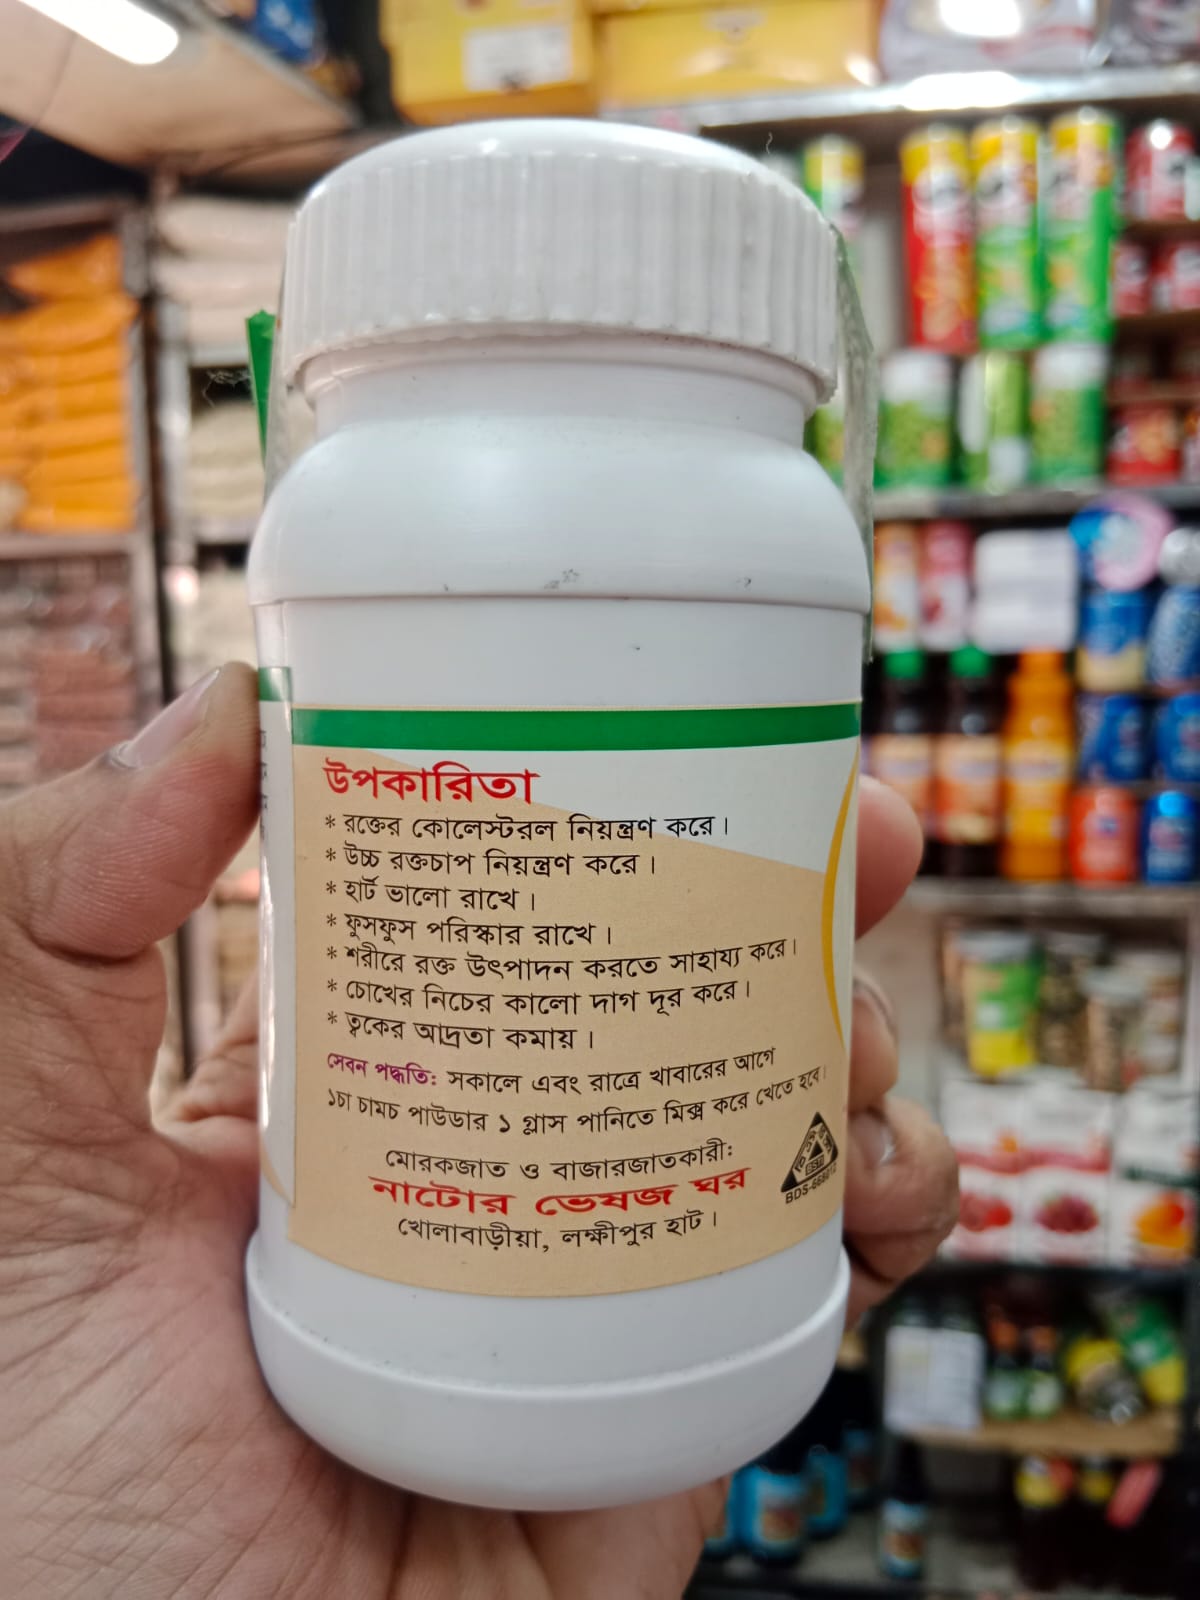 উপকারিতা
* রক্তের কোলেস্টরল নিয়ন্ত্রণ করে।
* উচ্চ রক্তচাপ নিয়ন্ত্রণ করে।
* হার্ট ভালো রাখে।
* ফুসফুস পরিস্কার রাখে।
* শরীরে রক্ত উৎপাদন করতে সাহায্য করে।
* চোখের নিচের কালো দাগ দূর করে।
* ত্বকের আদ্রতা কমায়।
সেবন পদ্ধতি: সকালে এবং রাত্রে খাবারের আগে
১চা চামচ পাউডার ১ গ্লাস পানিতে মিক্স করে খেতে হবে।
মোরকজাত ও বাজারজাতকারী:
নাটোর ভেষজ ঘর
খোলাবাড়ীয়া, লক্ষীপুর হাট।